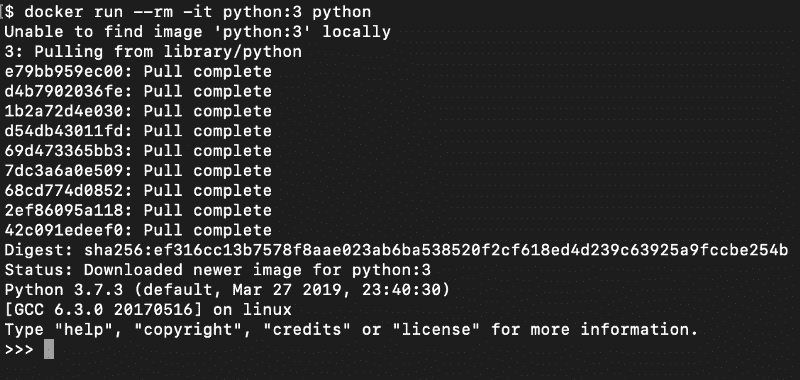 $ docker run --rm -it python:3 python
Unable to find image 'python:3' locally
3: Pulling from library/python
e79bb959ec00: Pull complete
d4b7902036fe: Pull complete
1b2a72d4e030: Pull complete
d54db43011fd: Pull complete
69d473365bb3: Pull complete
7dc3a6a0e509: Pull complete
68cd774d0852: Pull complete
2ef86095a118: Pull complete
42c091edeef0: Pull complete
Digest: sha256:ef316cc13b7578f8aae023ab6ba538520f2cf618ed4d239c63925a9fccbe254b
Status: Downloaded newer image for python:3
Python 3.7.3 (default, Mar 27 2019, 23:40:30)
[GCC 6.3.0 20170516] on linux
Type "help", "copyright", "credits" or "license" for more information.
>>>